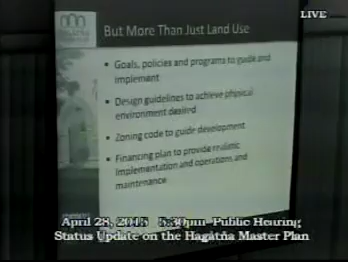 LIVE
But More Than Just Land Use
• Goals, policies and programs to guide and
implement
• Design guidelines to achieve physical
environment desired
• Zoning code to guide development
• Financing plan to provide realistic
implementation and operations and
maintenance
April 28, 2015 5:30pm Public Hearing
Status Update on the Hagåtña Master Plan